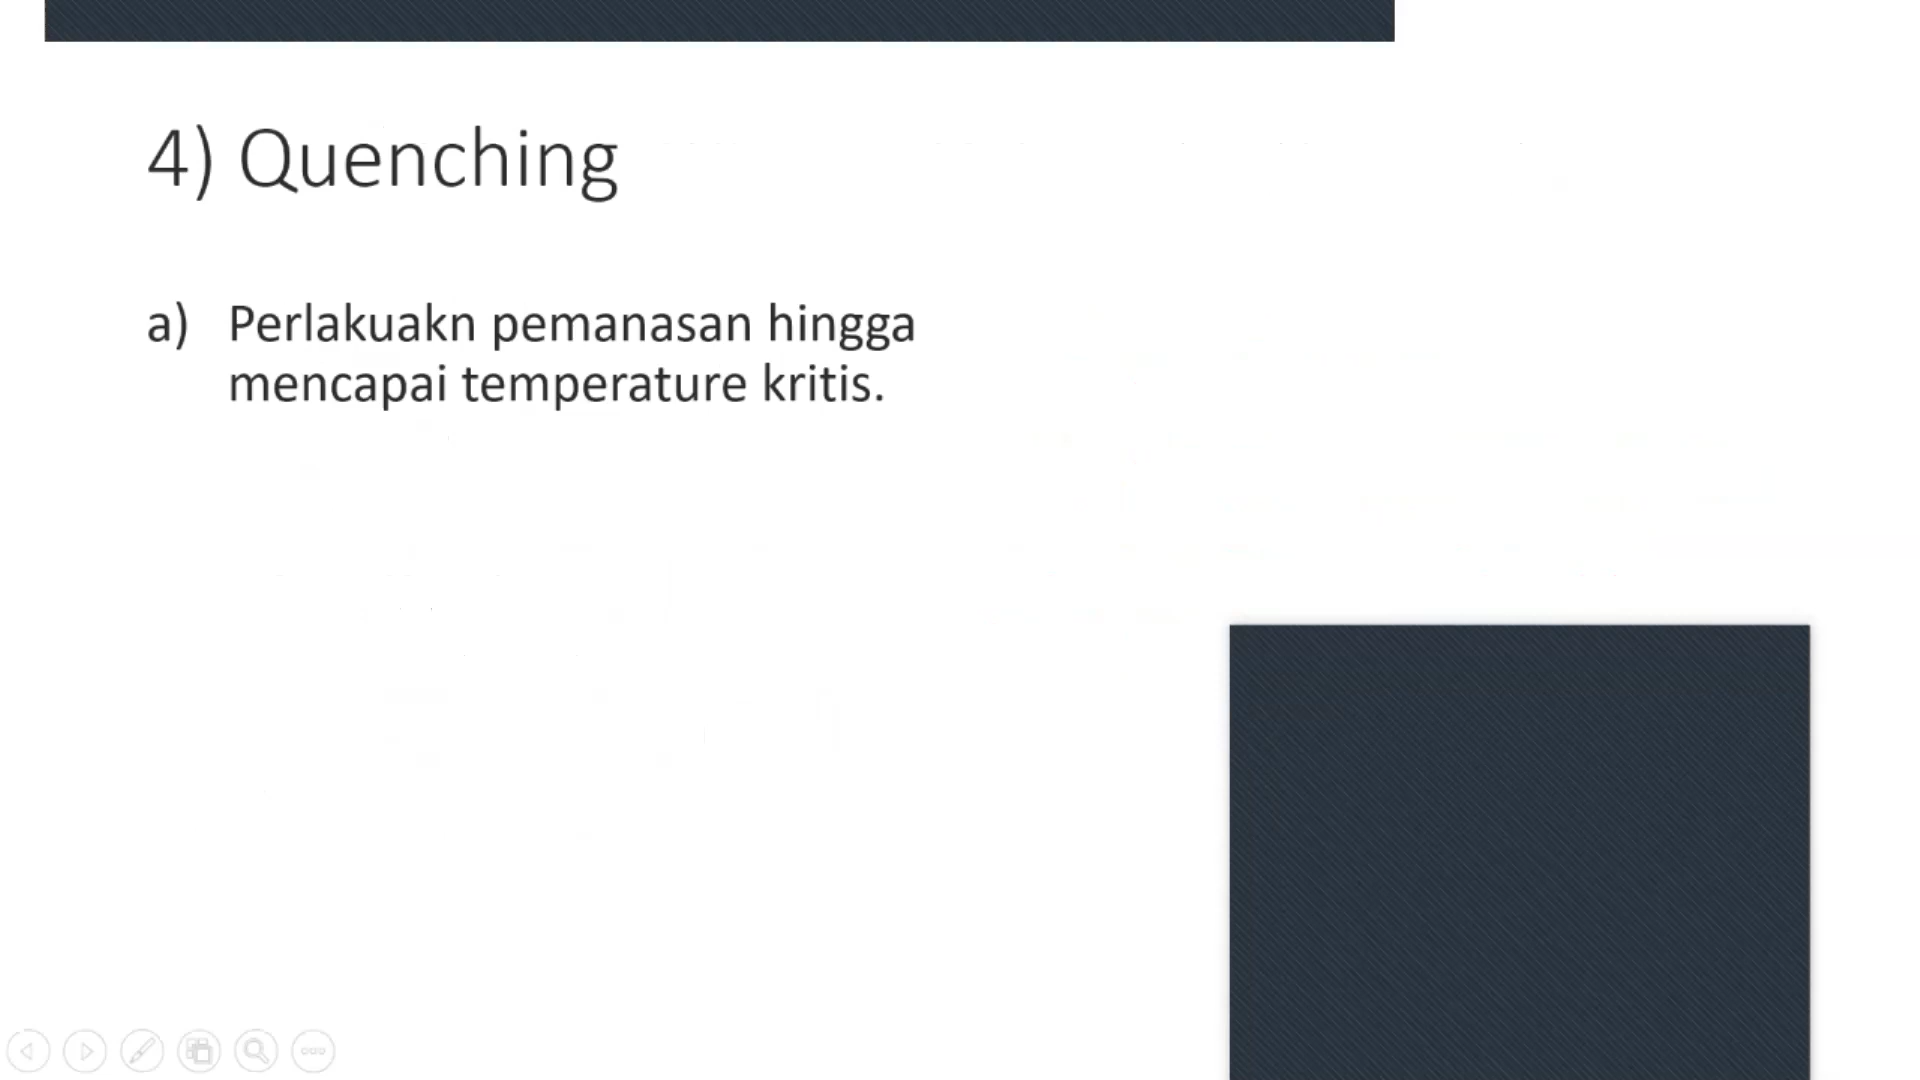 4) Quenching
a) Perlakuakn pemanasan hingga
mencapai temperature kritis.